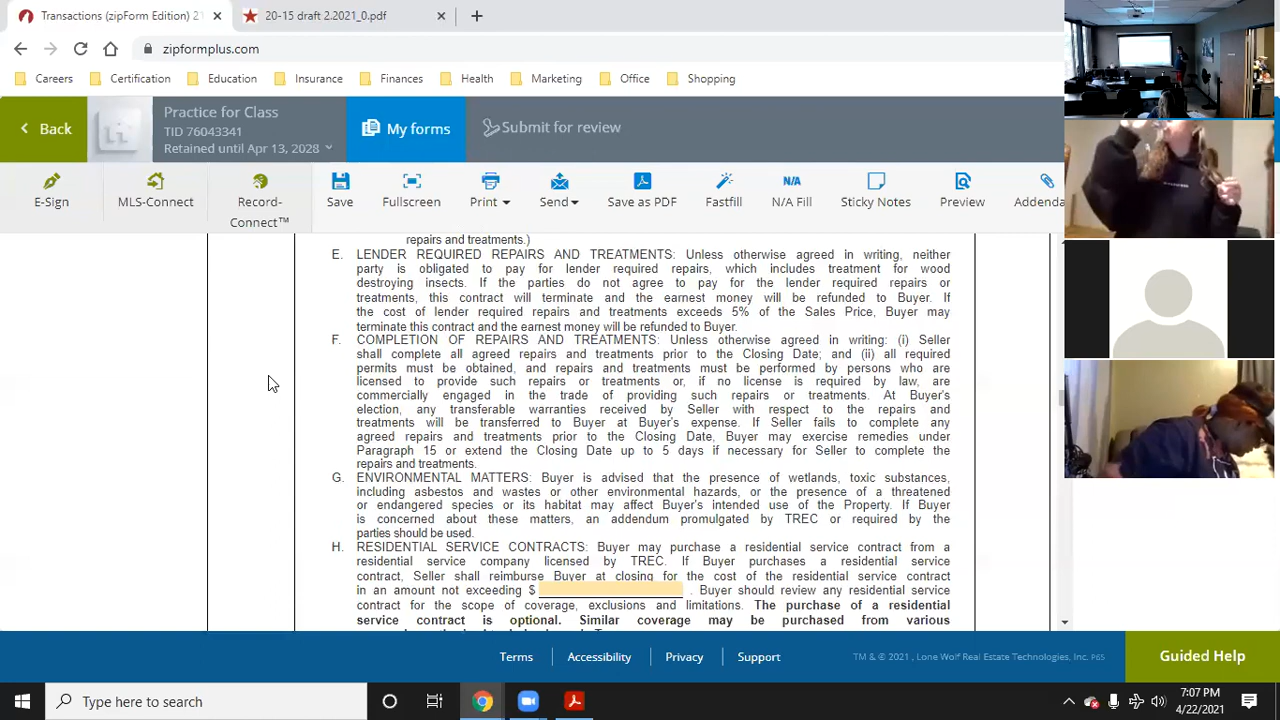 Transactions (zipForm Edition) 21
20-15 draft 2.2021_0.pdf
zipformplus.com
Careers
Certification
Education
Insurance
Finances
Health
Marketing
Office
Shopping
Back
Practice for Class
TID 76043341
Retained until Apr 13, 2028
My forms
Submit for review
E-Sign
MLS-Connect
Record-Connect™
Save
Fullscreen
Print
Send
Save as PDF
Fastfill
N/A
N/A Fill
Sticky Notes
Preview
Addenda
repairs and treatments.)
E. LENDER REQUIRED REPAIRS AND TREATMENTS: Unless otherwise agreed in writing, neither
party is obligated to pay for lender required repairs, which includes treatment for wood
destroying insects. If the parties do not agree to pay for the lender required repairs or
treatments, this contract will terminate and the earnest money will be refunded to Buyer. If
the cost of lender required repairs and treatments exceeds 5% of the Sales Price, Buyer may
terminate this contract and the earnest money will be refunded to Buyer.
F. COMPLETION OF REPAIRS AND TREATMENTS: Unless otherwise agreed in writing: (i) Seller
shall complete all agreed repairs and treatments prior to the Closing Date; and (ii) all required
permits must be obtained, and repairs and treatments must be performed by persons who are
licensed to provide such repairs or treatments or, if no license is required by law, are
commercially engaged in the trade of providing such repairs or treatments. At Buyer's
election, any transferable warranties received by Seller with respect to the repairs and
treatments will be transferred to Buyer at Buyer's expense. If Seller fails to complete any
agreed repairs and treatments prior to the Closing Date, Buyer may exercise remedies under
Paragraph 15 or extend the Closing Date up to 5 days if necessary for Seller to complete the
repairs and treatments.
G. ENVIRONMENTAL MATTERS: Buyer is advised that the presence of wetlands, toxic substances,
including asbestos and wastes or other environmental hazards, or the presence of a threatened
or endangered species or its habitat may affect Buyer's intended use of the Property. If Buyer
is concerned about these matters, an addendum promulgated by TREC or required by the
parties should be used.
H. RESIDENTIAL SERVICE CONTRACTS: Buyer may purchase a residential service contract from a
residential service company licensed by TREC. If Buyer purchases a residential service
contract, Seller shall reimburse Buyer at closing for the cost of the residential service contract
in an amount not exceeding $ . Buyer should review any residential service
contract for the scope of coverage, exclusions and limitations. The purchase of a residential
service contract is optional. Similar coverage may be purchased from various
Terms
Accessibility
Privacy
Support
TM & © 2021 , Lone Wolf Real Estate Technologies, Inc. P65
Guided Help
Type here to search
7:07 PM
4/22/2021